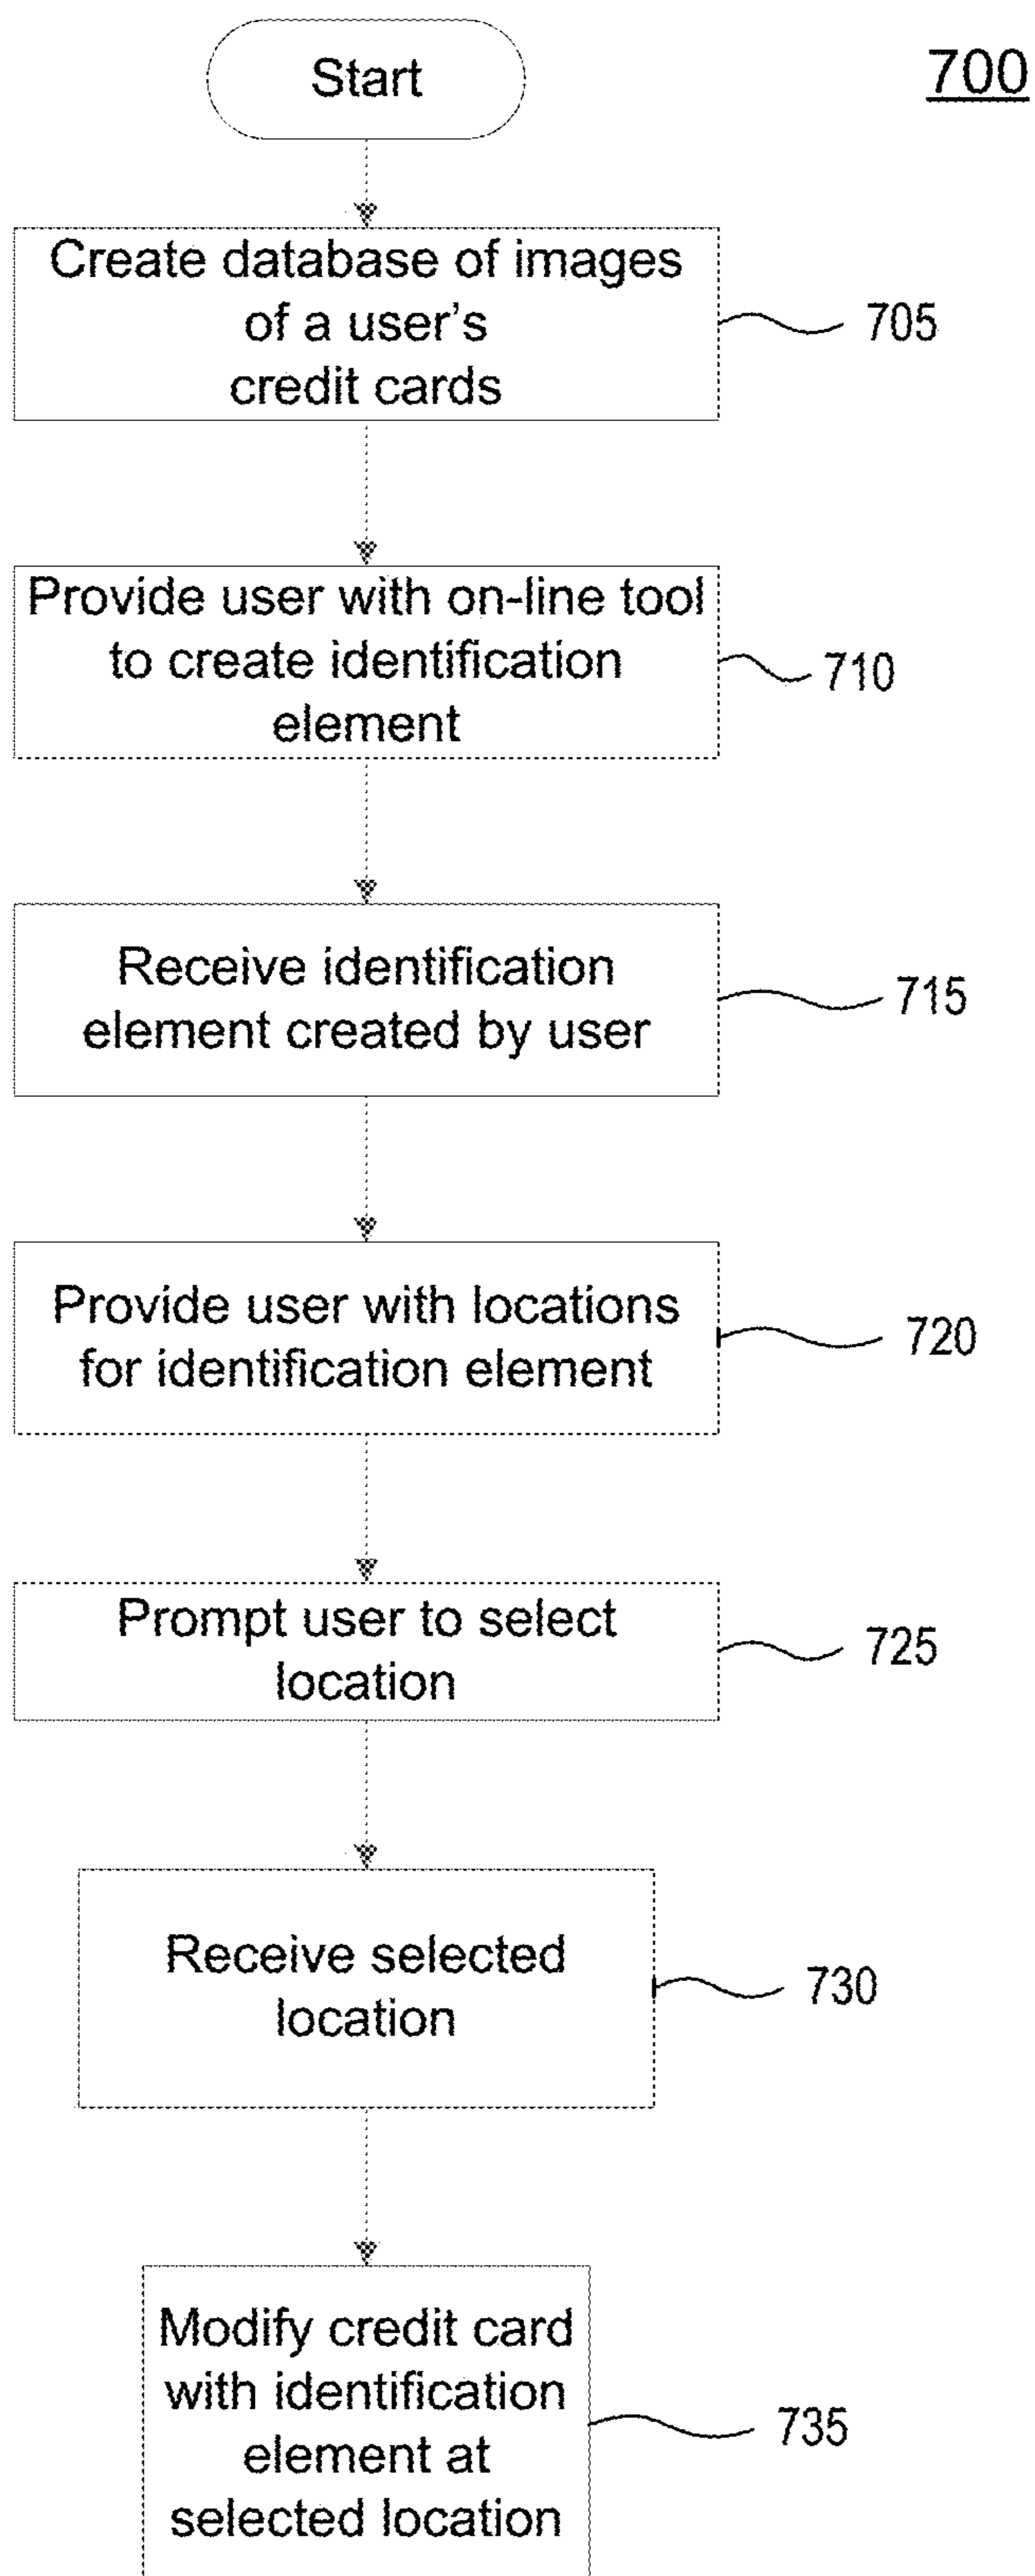 Start
700
Create database of images
of a user's
credit cards
705
Provide user with on-line tool
to create identification
element
710
Receive identification
element created by user
715
Provide user with locations
for identification element
720
Prompt user to select
location
725
Receive selected
location
730
Modify credit card
with identification
element at
selected location
735